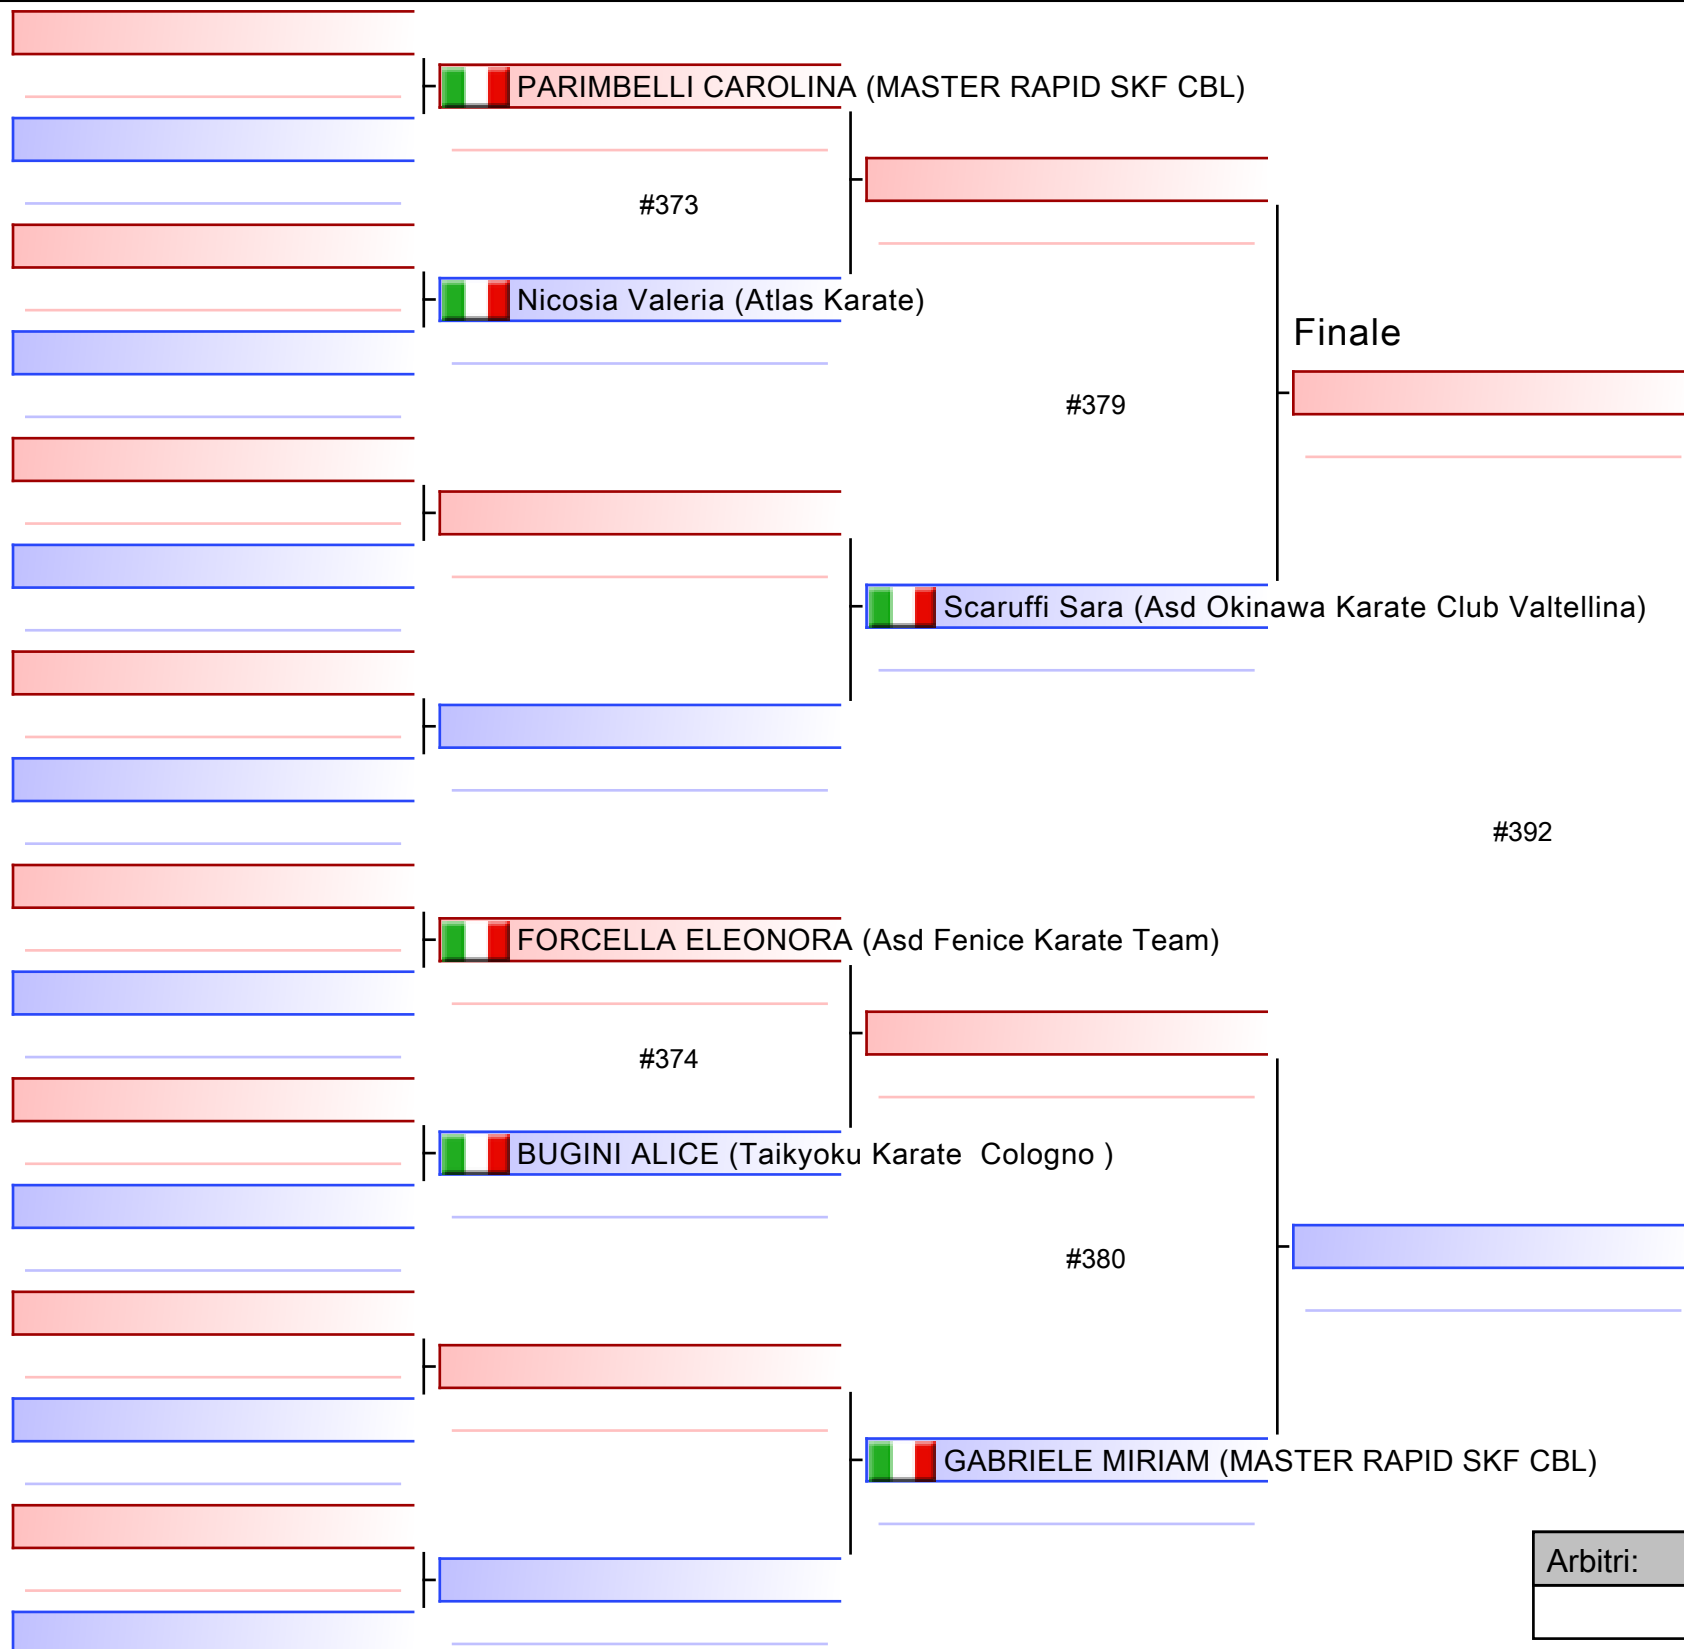 PARIMBELLI CAROLINA (MASTER RAPID SKF CBL)
#373
Nicosia Valeria (Atlas Karate)
Finale
#379
Scaruffi Sara (Asd Okinawa Karate Club Valtellina)
#392
FORCELLA ELEONORA (Asd Fenice Karate Team)
#374
BUGINI ALICE (Taikyoku Karate  Cologno )
#380
GABRIELE MIRIAM (MASTER RAPID SKF CBL)
Arbitri: